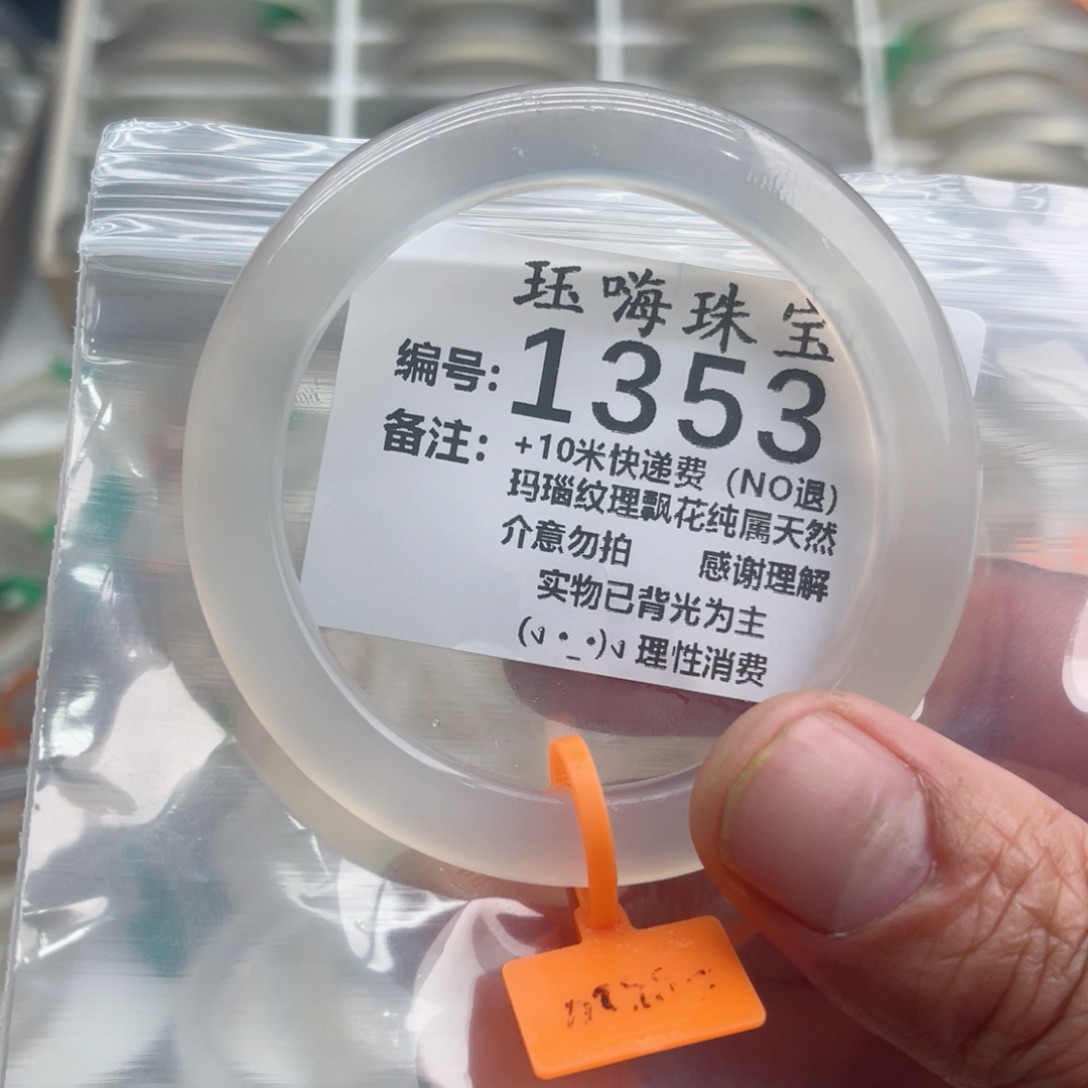 珏嗨珠宝
编号:1353
备注:+10米快递费(NO退)
玛瑙纹理飘花纯属天然
介意勿拍 感谢理解
实物已背光为主
理性消费